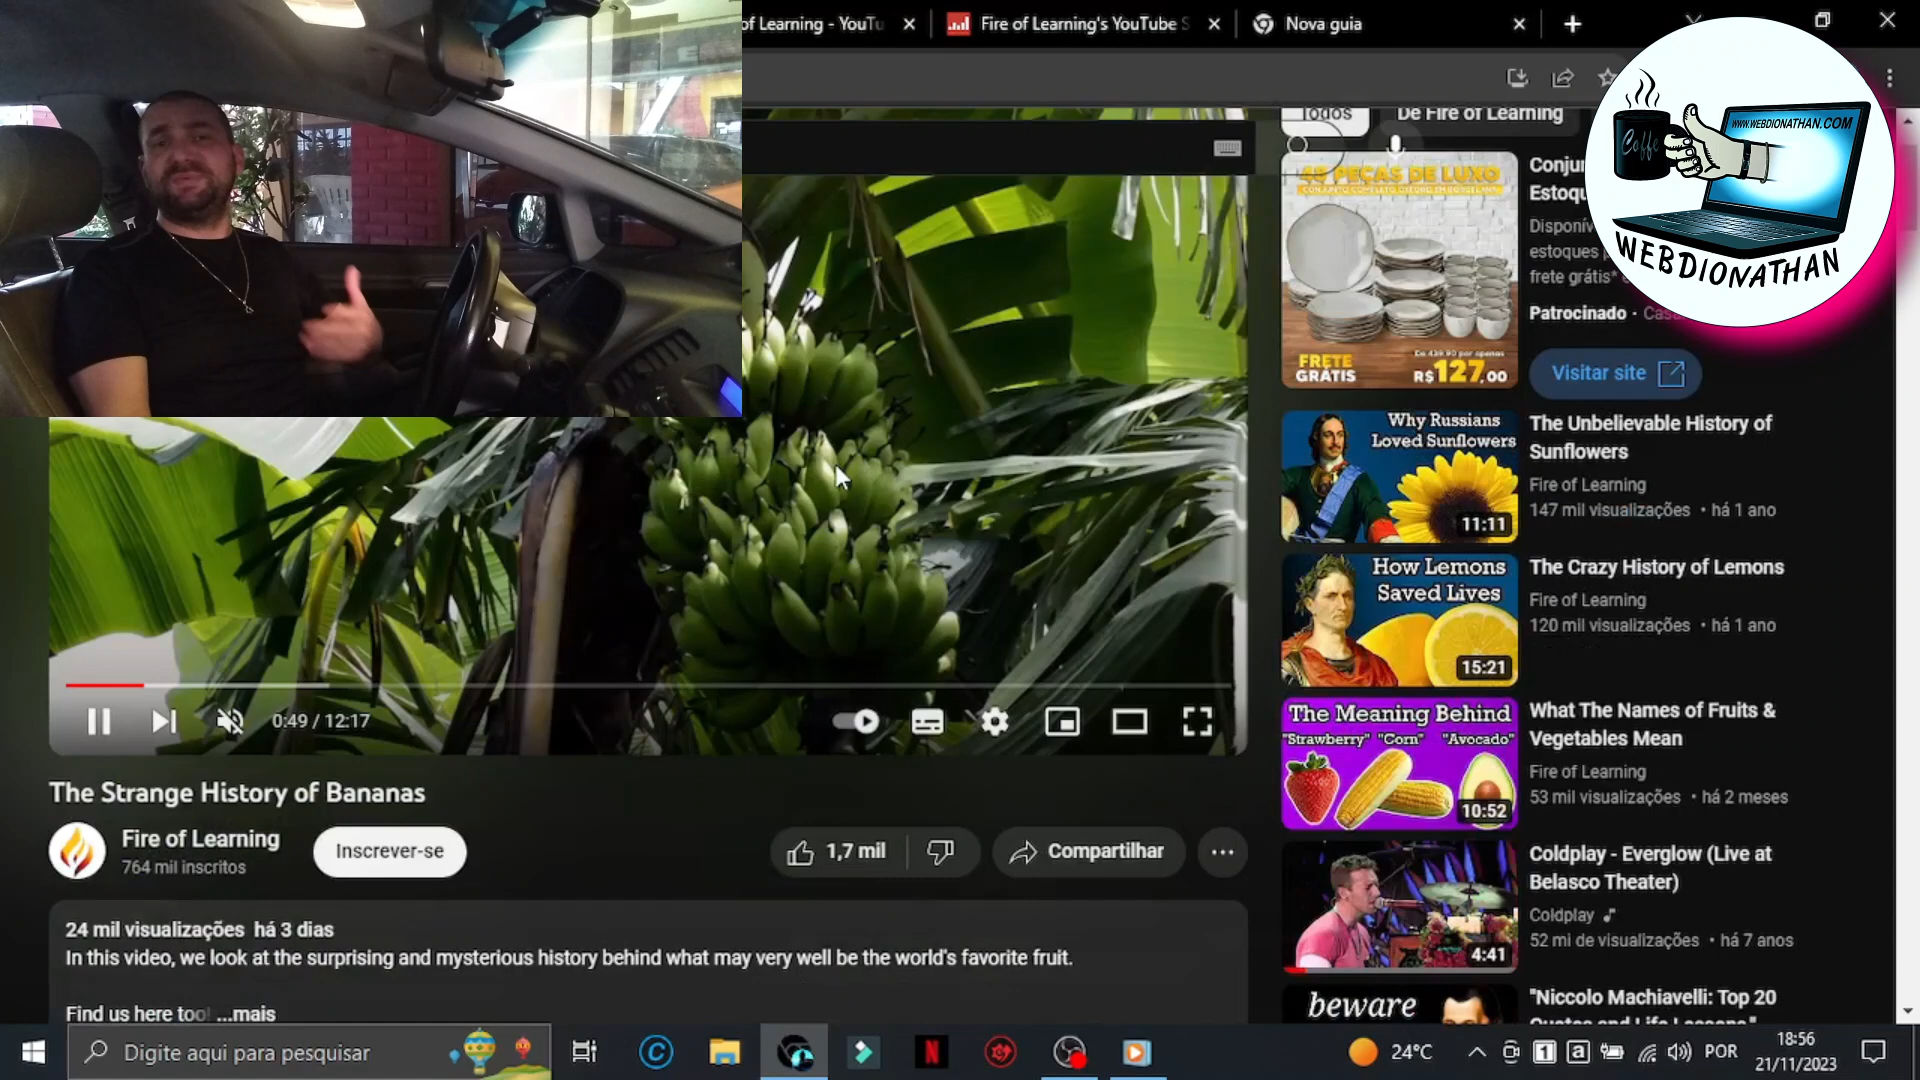 of Learning - YouTu
Fire of Learning's YouTube S
Nova guia
Todos
De Fire of Learning
WWW.WEBDIONATHAN.COM
Coffe
WEBDIONATHAN
PEÇAS DE LUXO
FRETE
GRÁTIS
R$127,00
Estoqu
estoques
frete grátis*
Patrocinado
Visitar site
Why Russians
Loved Sunflowers
11:11
The Unbelievable History of
Sunflowers
Fire of Learning
147 mil visualizações • há 1 ano
How Lemons
Saved Lives
15:21
The Crazy History of Lemons
Fire of Learning
120 mil visualizações • há 1 ano
The Meaning Behind
"Strawberry" "Corn" "Avocado"
10:52
What The Names of Fruits &
Vegetables Mean
Fire of Learning
53 mil visualizações • há 2 meses
4:41
Coldplay - Everglow (Live at
Belasco Theater)
Coldplay
52 mi de visualizações • há 7 anos
beware
"Niccolo Machiavelli: Top 20
0:49 / 12:17
The Strange History of Bananas
Fire of Learning
764 mil inscritos
Inscrever-se
1,7 mil
Compartilhar
24 mil visualizações há 3 dias
In this video, we look at the surprising and mysterious history behind what may very well be the world's favorite fruit.
Find us here too! ...mais
Digite aqui para pesquisar
24°C
POR
18:56
21/11/2023